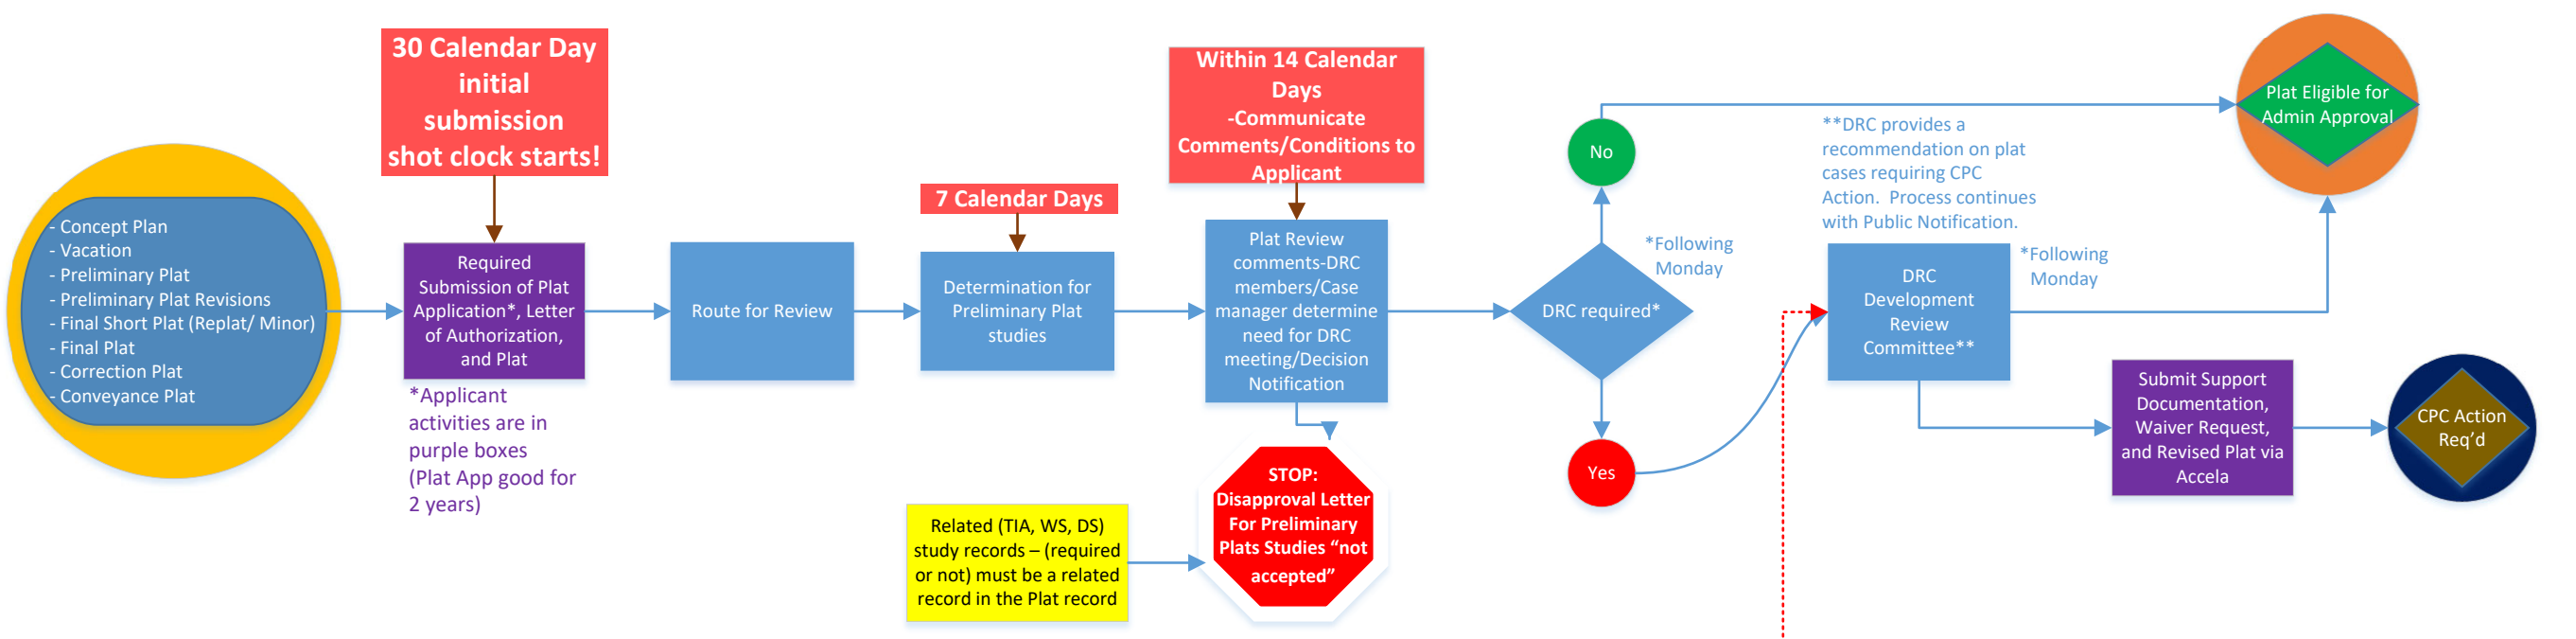 - Concept Plan
- Vacation
- Preliminary Plat
- Preliminary Plat Revisions
- Final Short Plat (Replat/ Minor)
- Final Plat
- Correction Plat
- Conveyance Plat
30 Calendar Day
initial
submission
shot clock starts!
Required
Submission of Plat
Application*, Letter
of Authorization,
and Plat
*Applicant
activities are in
purple boxes
(Plat App good for
2 years)
Route for Review
7 Calendar Days
Determination for
Preliminary Plat
studies
Within 14 Calendar
Days
-Communicate
Comments/Conditions to
Applicant
Plat Review
comments-DRC
members/Case
manager determine
need for DRC
meeting/Decision
Notification
Related (TIA, WS, DS)
study records – (required
or not) must be a related
record in the Plat record
STOP:
Disapproval Letter
For Preliminary
Plats Studies “not
accepted”
No
DRC required*
*Following
Monday
Yes
**DRC provides a
recommendation on plat
cases requiring CPC
Action.  Process continues
with Public Notification.
DRC
Development
Review
Committee**
*Following
Monday
Plat Eligible for
Admin Approval
Submit Support
Documentation,
Waiver Request,
and Revised Plat via
Accela
CPC Action
Req’d